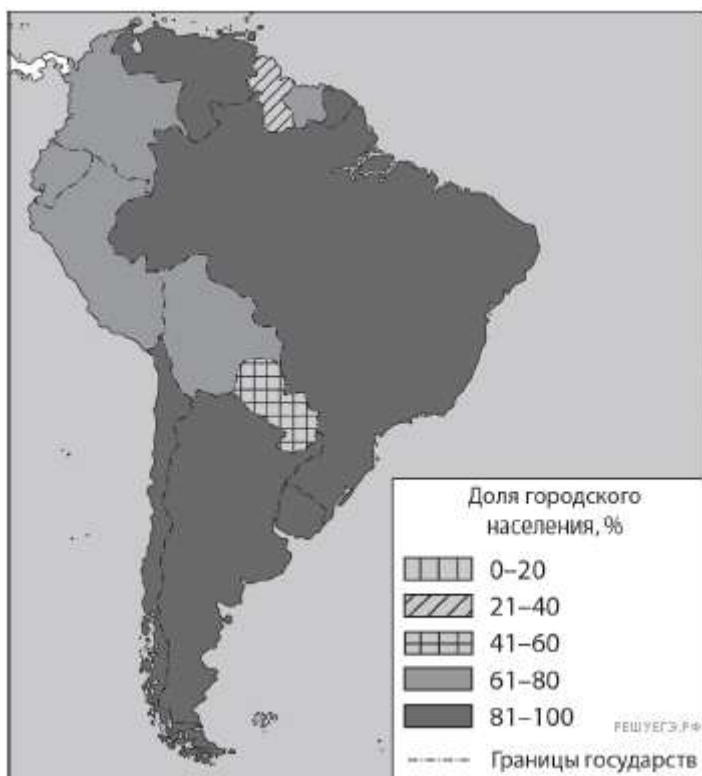 Доля городского
населения, %
0–20
21–40
41–60
61–80
81–100
РЕШУЕГЭ.РФ
Границы государств